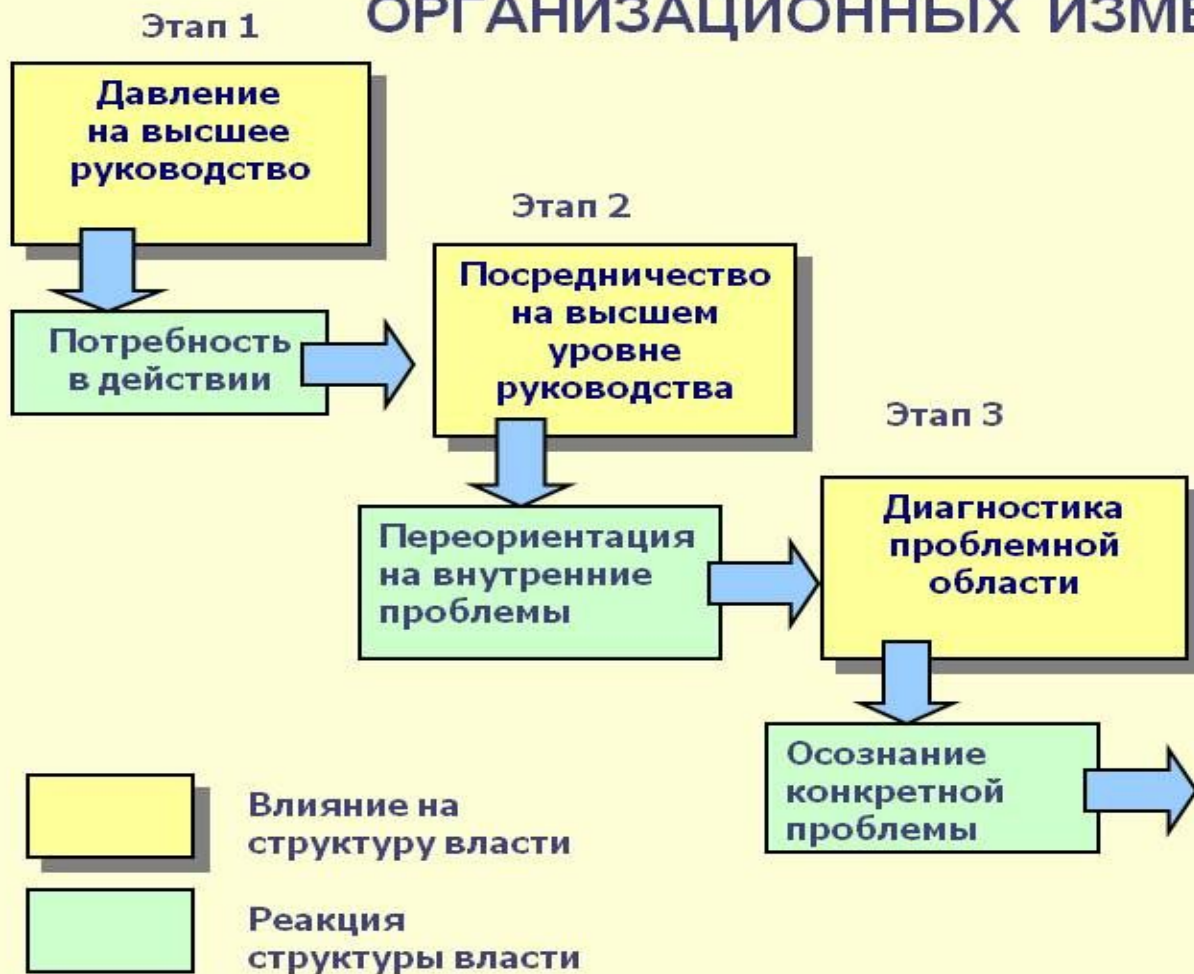 Этап 1
ОРГАНИЗАЦИОННЫХ
Давление
на высшее
руководство
Потребность
в действии
Этап 2
Посредничество
на высшем
уровне
руководства
Переориентация
на внутренние
проблемы
Этап 3
Диагностика
проблемной
области
Осознание
конкретной
проблемы
Влияние на
структуру власти
Реакция
структуры власти